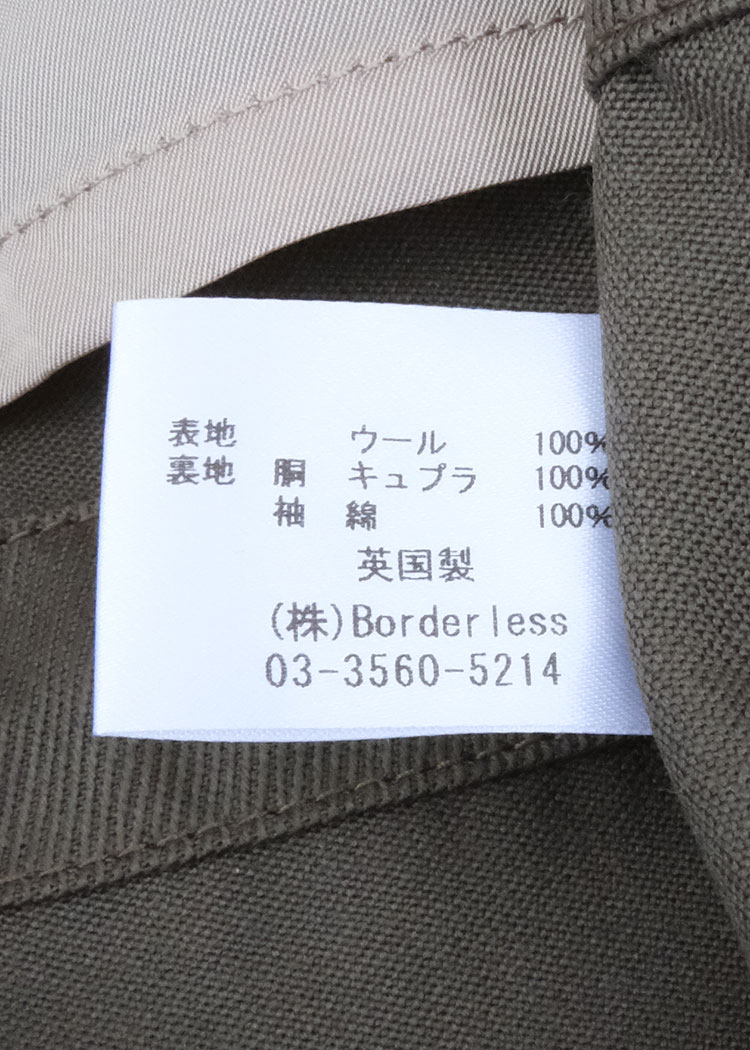 表地 ウール 100%
裏地 胴 キュプラ 100%
袖 綿 100%
英国製
(株)Borderless
03-3560-5214